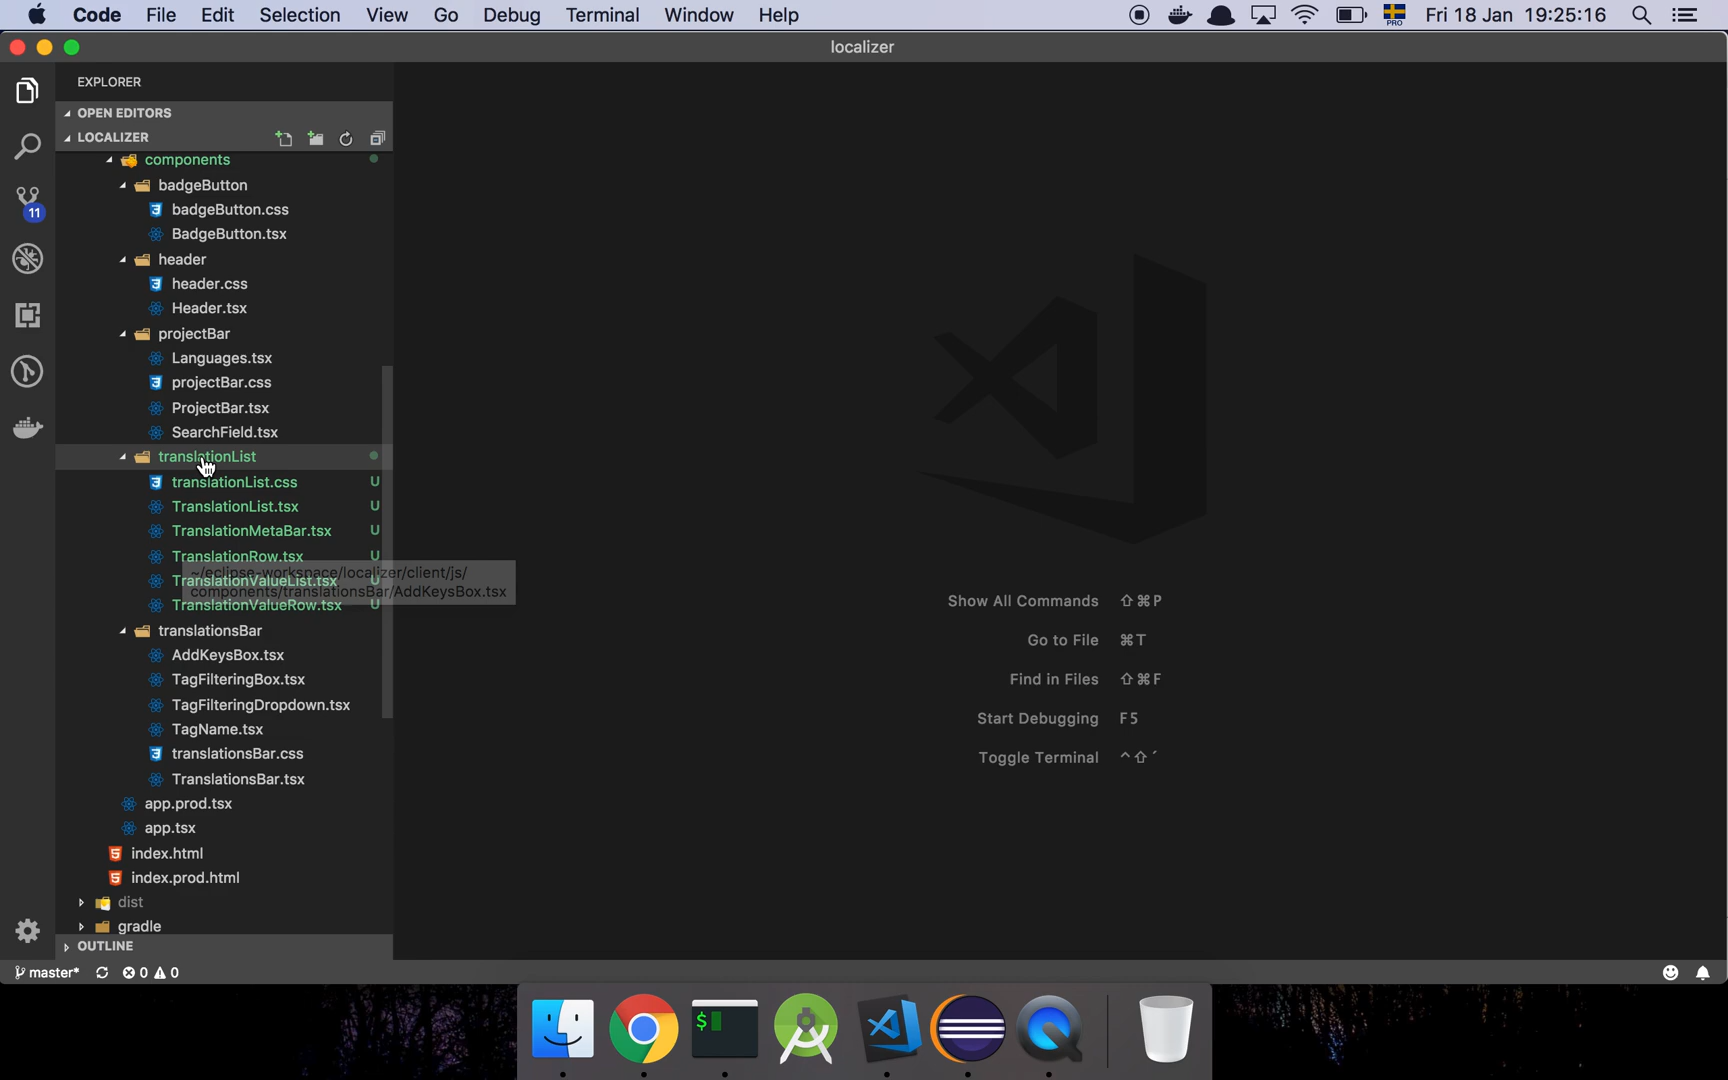 Code File Edit Selection View Go Debug Terminal Window Help
PRO
Fri 18 Jan 19:25:16
localizer
EXPLORER
OPEN EDITORS
LOCALIZER
components
badgeButton
badgeButton.css
BadgeButton.tsx
header
header.css
Header.tsx
projectBar
Languages.tsx
projectBar.css
ProjectBar.tsx
SearchField.tsx
translationList
translationList.css U
TranslationList.tsx U
TranslationMetaBar.tsx U
TranslationRow.tsx U
~/eclipse-workspace/localizer/client/js/
components/translationsBar/AddKeysBox.tsx
TranslationValueList.tsx U
TranslationValueRow.tsx U
translationsBar
AddKeysBox.tsx
TagFilteringBox.tsx
TagFilteringDropdown.tsx
TagName.tsx
translationsBar.css
TranslationsBar.tsx
app.prod.tsx
app.tsx
index.html
index.prod.html
dist
gradle
OUTLINE
11
Show All Commands ⇧⌘P
Go to File ⌘T
Find in Files ⇧⌘F
Start Debugging F5
Toggle Terminal ^⇧´
master* 0 0
$